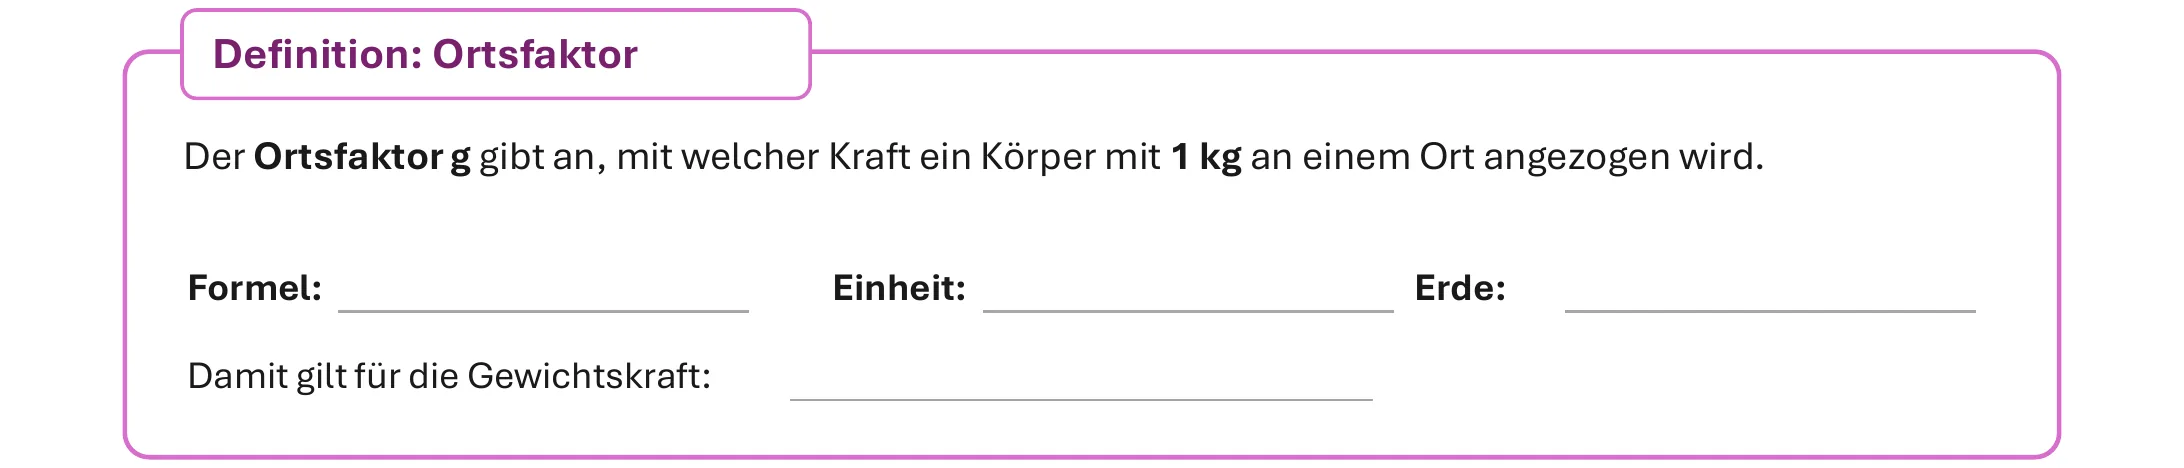 Definition: Ortsfaktor
Der Ortsfaktor g gibt an, mit welcher Kraft ein Körper mit 1 kg an einem Ort angezogen wird.
Formel: Einheit: Erde:
Damit gilt für die Gewichtskraft: